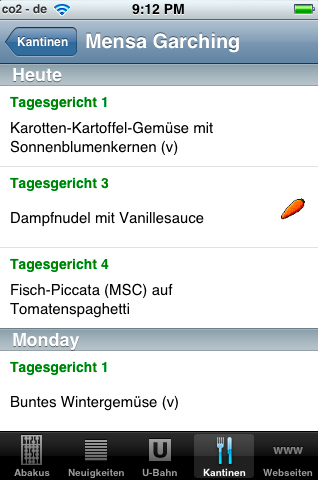 co2 - de 9:12 PM
Kantinen Mensa Garching
Heute
Tagesgericht 1
Karotten-Kartoffel-Gemüse mit
Sonnenblumenkernen (v)
Tagesgericht 3
Dampfnudel mit Vanillesauce
Tagesgericht 4
Fisch-Piccata (MSC) auf
Tomatenspaghetti
Monday
Tagesgericht 1
Buntes Wintergemüse (v)
U www
Abakus Neuigkeiten U-Bahn Kantinen Webseiten